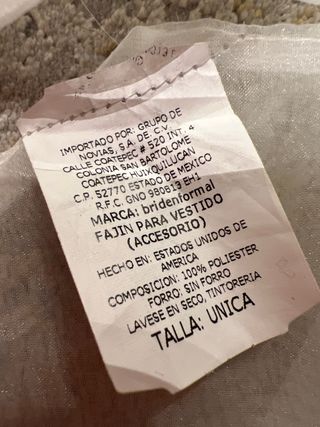 IMPORTADO POR: GRUPO DE
NOVIAS, S.A. DE C.V.
CALLE COATEPEC # 520 INT. 4
COLONIA SAN BARTOLOME
COATEPEC HUIXQUILUCAN
C.P. 52770 ESTADO DE MEXICO
R.F.C. GNO 980813 EH1
MARCA: bridenformal
FAJIN PARA VESTIDO
(ACCESORIO)
HECHO EN: ESTADOS UNIDOS DE
AMERICA
COMPOSICION: 100% POLIESTER
FORRO: SIN FORRO
LAVESE EN SECO, TINTORERIA
TALLA: UNICA